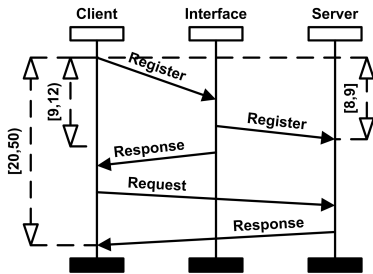 Client Interface Server
Register
[9,12)
[8,9]
[20,50)
Register
Response
Request
Response